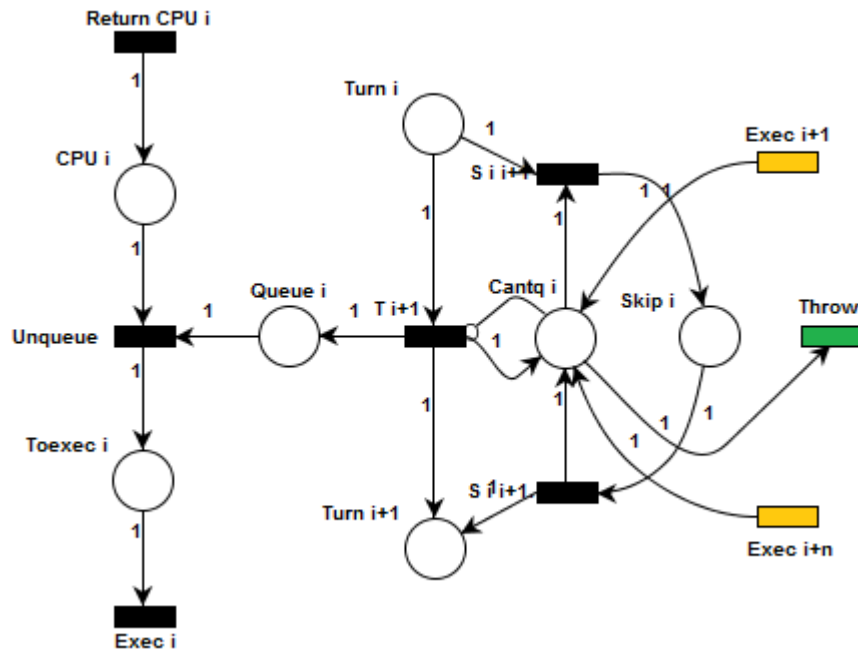 Return CPU i
1
CPU i
1
Unqueue
1
Toexec i
1
Exec i
Queue i
1
1
Turn i
1
1
T i+1
1
1
Turn i+1
S i i+1
1
1 1
Cantq i
Skip i
1
1
1
1
S i i+1.
1
Exec i+1
Throw
Exec i+n